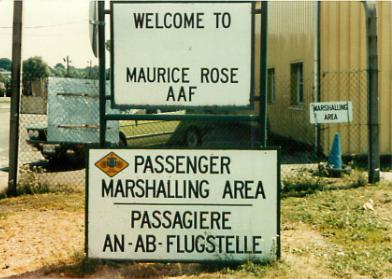 WELCOME TO
MAURICE ROSE
AAF
MARSHALLING
AREA
PASSENGER
MARSHALLING AREA
PASSAGIERE
AN-AB-FLUGSTELLE